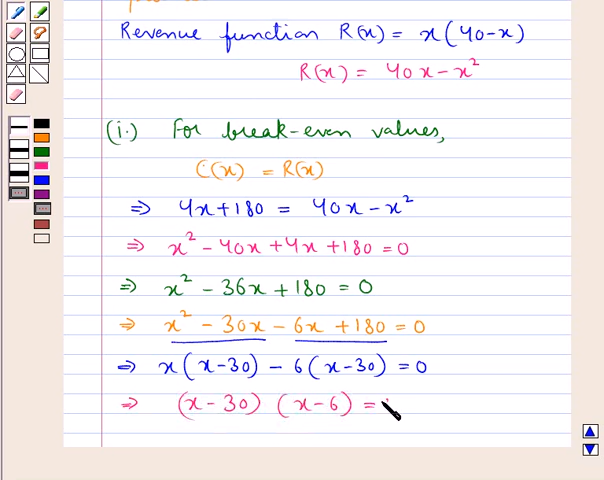 Revenue function R(x) = x(40-x)
R(x) = 40x-x²
(i.) For break-even values,
C(x) = R(x)
⇒ 4x+180 = 40x-x²
⇒ x²-40x+4x+180=0
⇒ x²-36x+180=0
⇒ x²-30x-6x+180=0
⇒ x(x-30)-6(x-30)=0
⇒ (x-30)(x-6)=